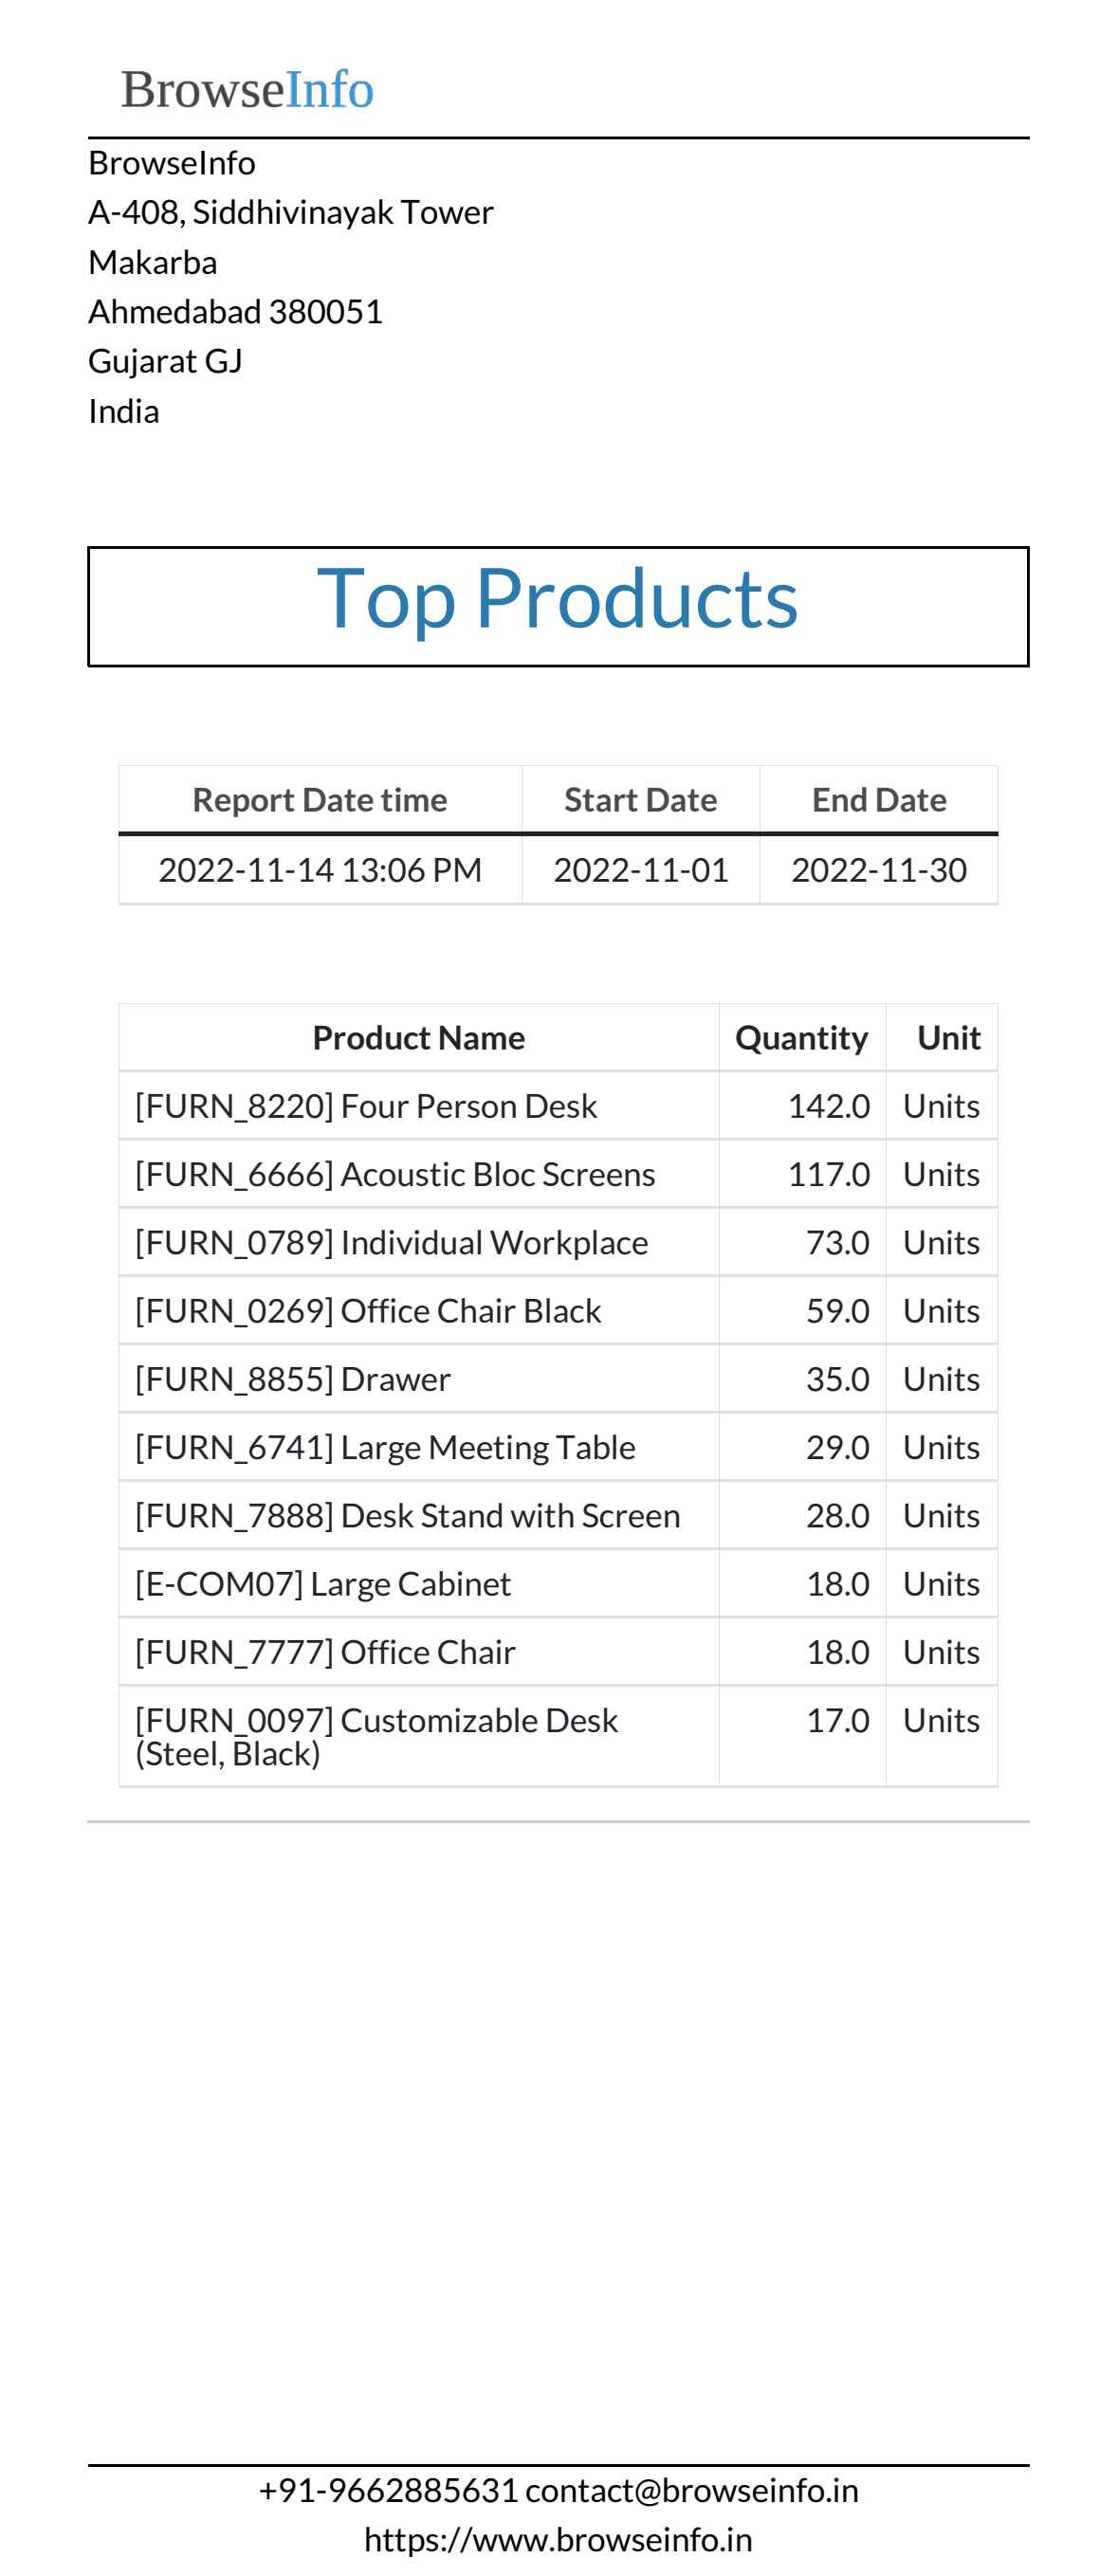 BrowseInfo
BrowseInfo
A-408, Siddhivinayak Tower
Makarba
Ahmedabad 380051
Gujarat GJ
India
Top Products
Report Date time Start Date End Date
2022-11-14 13:06 PM 2022-11-01 2022-11-30
Product Name Quantity Unit
[FURN_8220] Four Person Desk 142.0 Units
[FURN_6666] Acoustic Bloc Screens 117.0 Units
[FURN_0789] Individual Workplace 73.0 Units
[FURN_0269] Office Chair Black 59.0 Units
[FURN_8855] Drawer 35.0 Units
[FURN_6741] Large Meeting Table 29.0 Units
[FURN_7888] Desk Stand with Screen 28.0 Units
[E-COM07] Large Cabinet 18.0 Units
[FURN_7777] Office Chair 18.0 Units
[FURN_0097] Customizable Desk 17.0 Units
(Steel, Black)
+91-9662885631 contact@browseinfo.in
https://www.browseinfo.in